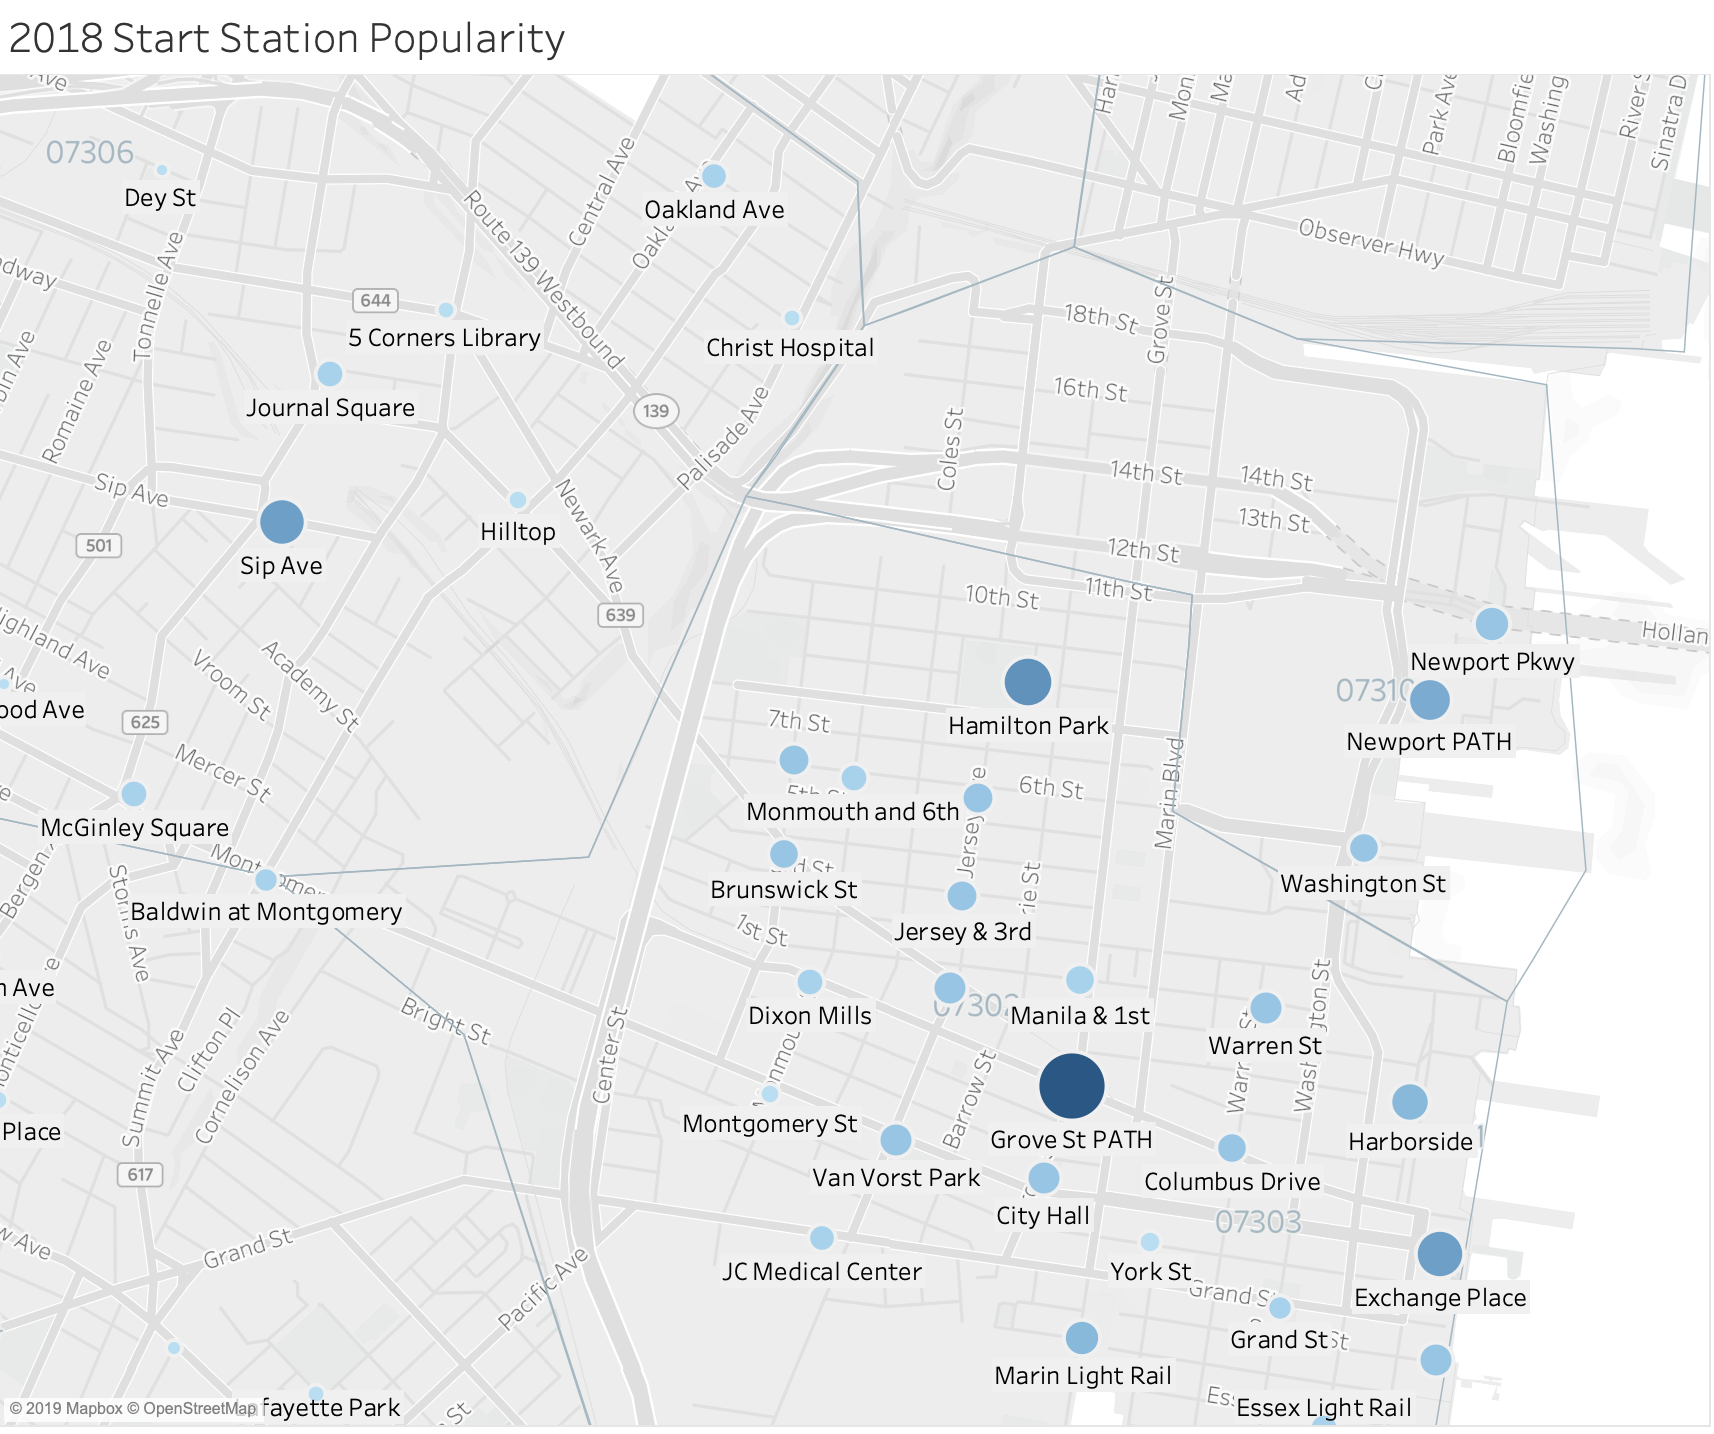 2018 Start Station Popularity
Ave
07306
Dey St
Central Ave
Oakland Ave
Route 139 Westbound
Tonnelle Ave
644
5 Corners Library
Christ Hospital
Romaine Ave
Journal Square
139
Palisade Ave
Sip Ave
501
Sip Ave
Hilltop
Newark Ave
639
Academy St
Vroom St
625
Mercer St
McGinley Square
Baldwin at Montgomery
Bright St
Summit Ave
Clifton Pl
Cornelison Ave
Center St
Place
617
Grand St
Pacific Ave
Park Ave
Observer Hwy
18th St
Grove St
16th St
Coles St
14th St
14th St
13th St
12th St
11th St
10th St
Newport Pkwy
07310
Newport PATH
Hamilton Park
7th St
6th St
Marin Blvd
Monmouth and 6th
Brunswick St
Jersey & 3rd
Washington St
1st St
Dixon Mills
07302
Manila & 1st
Warren St
Montgomery St
Barrow St
Grove St PATH
Harborside
Van Vorst Park
Columbus Drive
City Hall
07303
JC Medical Center
York St
Grand St
Exchange Place
Grand St
Marin Light Rail
Essex Light Rail
fayette Park
© 2019 Mapbox © OpenStreetMap